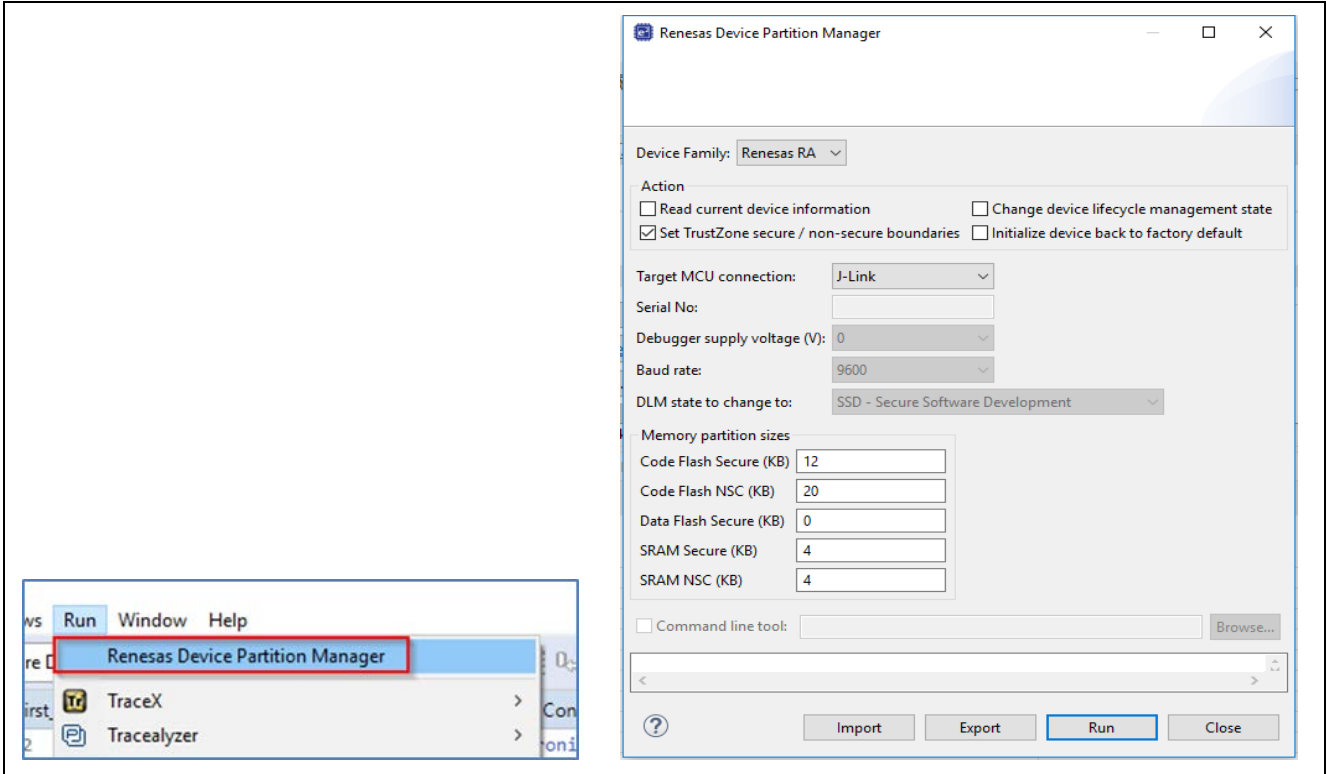 ws Run Window Help
Renesas Device Partition Manager
TraceX
Tracealyzer
Renesas Device Partition Manager
Device Family: Renesas RA
Action
Read current device information
Change device lifecycle management state
Set TrustZone secure / non-secure boundaries
Initialize device back to factory default
Target MCU connection: J-Link
Serial No:
Debugger supply voltage (V): 0
Baud rate: 9600
DLM state to change to: SSD - Secure Software Development
Memory partition sizes
Code Flash Secure (KB) 12
Code Flash NSC (KB) 20
Data Flash Secure (KB) 0
SRAM Secure (KB) 4
SRAM NSC (KB) 4
Command line tool: Browse...
Import Export Run Close